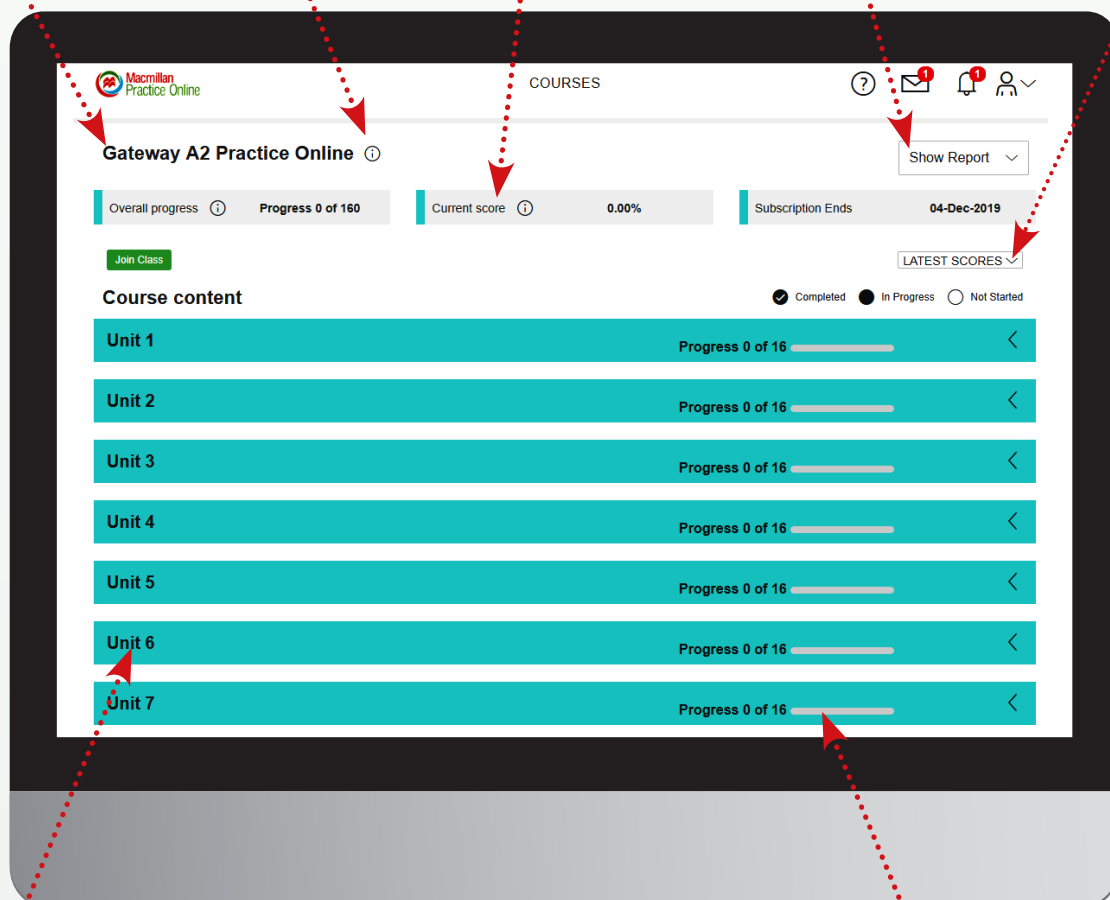 Macmillan
Practice Online
COURSES
? 1 1
Gateway A2 Practice Online i
Show Report
Overall progress i Progress 0 of 160
Current score i 0.00%
Subscription Ends 04-Dec-2019
Join Class
LATEST SCORES
Course content
Completed In Progress Not Started
Unit 1 Progress 0 of 16
Unit 2 Progress 0 of 16
Unit 3 Progress 0 of 16
Unit 4 Progress 0 of 16
Unit 5 Progress 0 of 16
Unit 6 Progress 0 of 16
Unit 7 Progress 0 of 16